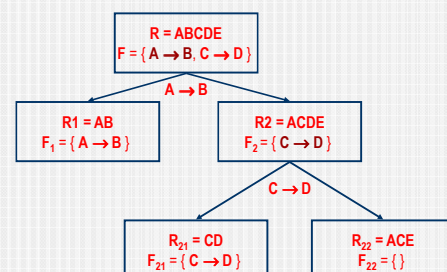 R = ABCDE
F = { A → B, C → D }
A → B
R1 = AB
F₁ = { A → B }
R2 = ACDE
F₂ = { C → D }
C → D
R₂₁ = CD
F₂₁ = { C → D }
R₂₂ = ACE
F₂₂ = { }